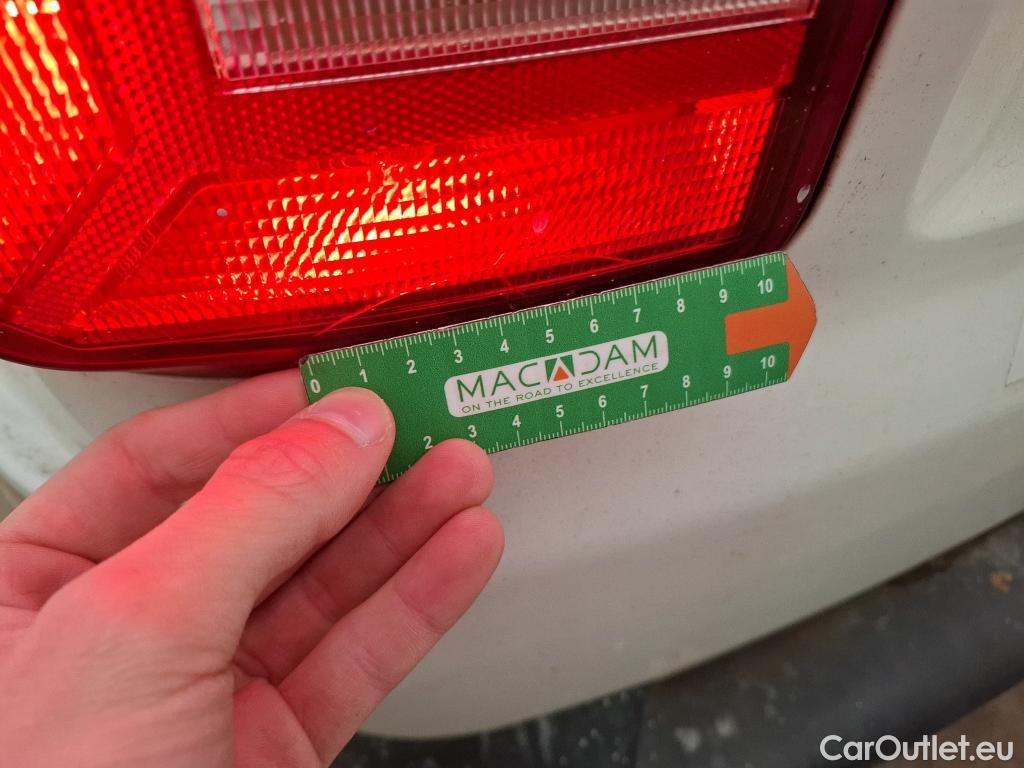 0 1 2 3 4 5 6 7 8 9 10
MACADAM
ON THE ROAD TO EXCELLENCE
2 3 4 5 6 7 8 9 10
CarOutlet.eu